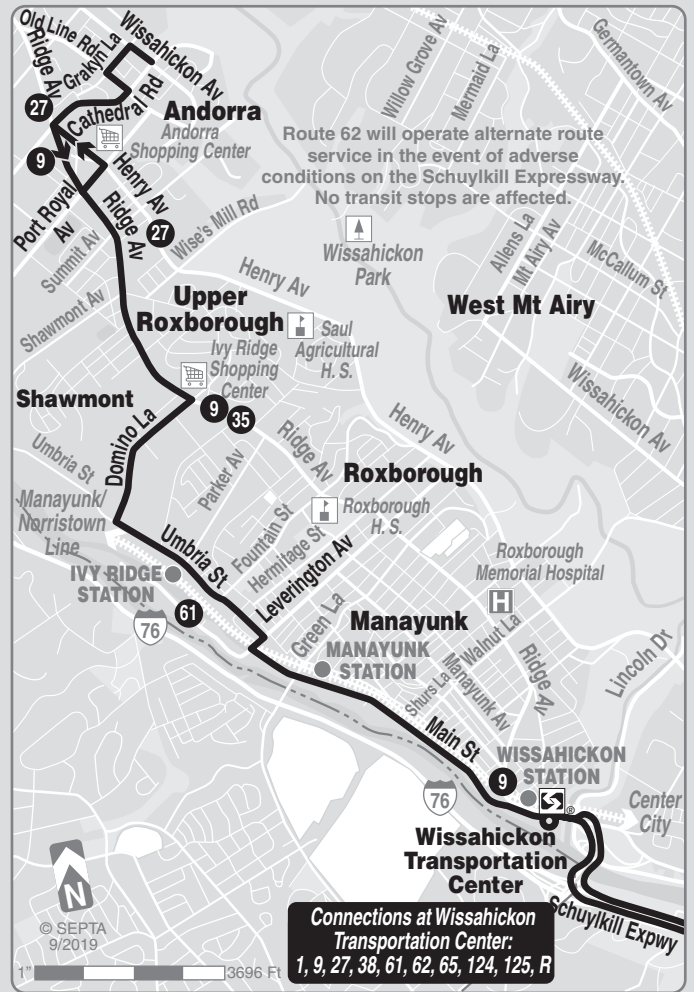 Old Line Rd
Ridge Av
Grakyn La
Wissahickon Av
27
Cathedral Rd
Andorra
Andorra
Shopping Center
9
Port Royal
Av
Henry Av
Ridge Av
27
Summit Av
Shawmont Av
Wise's Mill Rd
Willow Grove Av
Mermaid La
Germantown Av
Route 62 will operate alternate route
service in the event of adverse
conditions on the Schuylkill Expressway.
No transit stops are affected.
Wissahickon
Park
Allens La
Mt Airy Av
McCallum St
Henry Av
Upper
Roxborough
Saul
Agricultural
H. S.
West Mt Airy
Ivy Ridge
Shopping
Center
Wissahickon Av
Shawmont
9
35
Domino La
Henry Av
Ridge Av
Umbria St
Parker Av
Roxborough
Manayunk/
Norristown
Line
Fountain St
Hermitage St
Roxborough
H. S.
Umbria St
Leverington Av
Roxborough
Memorial Hospital
H
IVY RIDGE
STATION
61
76
Green La
Manayunk
MANAYUNK
STATION
Shurs La
Walnut La
Manayunk Av
Ridge Av
Lincoln Dr
Main St
WISSAHICKON
STATION
9
76
S
®
Center
City
Wissahickon
Transportation
Center
Schuylkill Expwy
N
© SEPTA
9/2019
Connections at Wissahickon
Transportation Center:
1, 9, 27, 38, 61, 62, 65, 124, 125, R
1"
3696 Ft